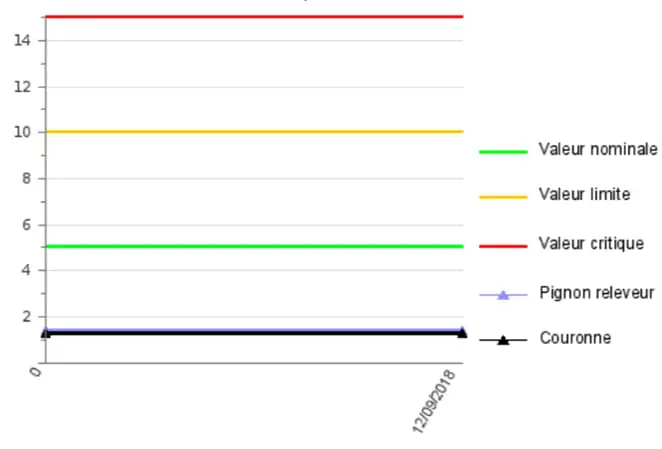 14
12
10
8
6
4
2
0
12/09/2018
Valeur nominale
Valeur limite
Valeur critique
Pignon releveur
Couronne